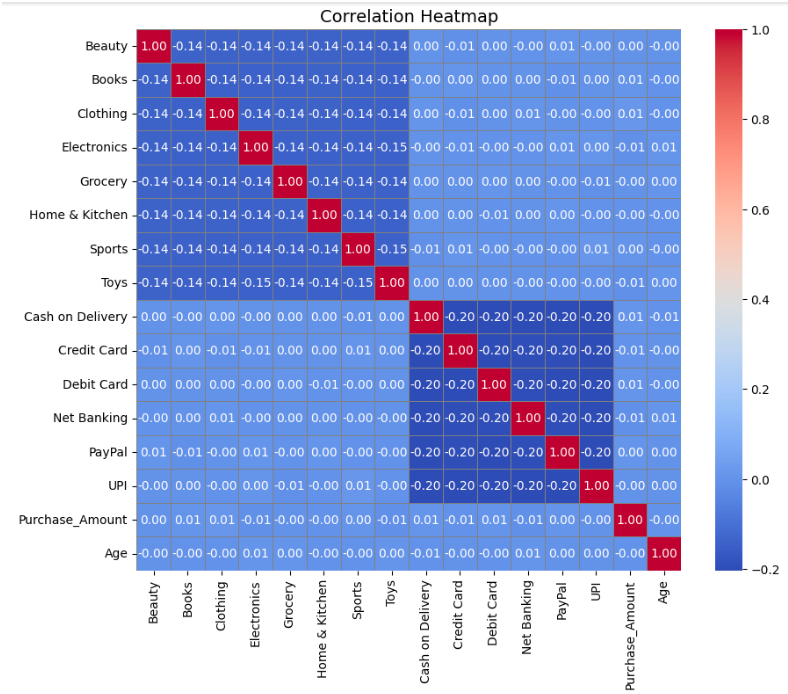 Correlation Heatmap
Beauty 1.00 -0.14 -0.14 -0.14 -0.14 -0.14 -0.14 -0.14 0.00 -0.01 0.00 -0.00 0.01 -0.00 0.00 -0.00
Books -0.14 1.00 -0.14 -0.14 -0.14 -0.14 -0.14 -0.14 -0.00 0.00 0.00 0.00 -0.01 0.00 0.01 -0.00
Clothing -0.14 -0.14 1.00 -0.14 -0.14 -0.14 -0.14 -0.14 0.00 -0.01 0.00 0.01 -0.00 0.00 0.01 -0.00
Electronics -0.14 -0.14 -0.14 1.00 -0.14 -0.14 -0.14 -0.15 -0.00 -0.01 -0.00 -0.00 0.01 0.00 -0.01 0.01
Grocery -0.14 -0.14 -0.14 -0.14 1.00 -0.14 -0.14 -0.14 0.00 0.00 0.00 0.00 -0.00 -0.01 -0.00 0.00
Home & Kitchen -0.14 -0.14 -0.14 -0.14 -0.14 1.00 -0.14 -0.14 0.00 0.00 -0.01 0.00 0.00 -0.00 -0.00 -0.00
Sports -0.14 -0.14 -0.14 -0.14 -0.14 -0.14 1.00 -0.15 -0.01 0.01 -0.00 -0.00 -0.00 0.01 0.00 -0.00
Toys -0.14 -0.14 -0.14 -0.15 -0.14 -0.14 -0.15 1.00 0.00 0.00 0.00 0.00 0.00 0.00 -0.01 0.00
Cash on Delivery 0.00 -0.00 0.00 -0.00 0.00 0.00 -0.01 0.00 1.00 -0.20 -0.20 -0.20 -0.20 -0.20 0.01 -0.01
Credit Card -0.01 0.00 -0.01 -0.01 0.00 0.00 0.01 0.00 -0.20 1.00 -0.20 -0.20 -0.20 -0.20 -0.01 -0.00
Debit Card 0.00 0.00 0.00 -0.00 0.00 -0.01 -0.00 0.00 -0.20 -0.20 1.00 -0.20 -0.20 -0.20 0.01 -0.00
Net Banking -0.00 0.00 0.01 -0.00 0.00 0.00 -0.00 0.00 -0.20 -0.20 -0.20 1.00 -0.20 -0.20 -0.01 0.01
PayPal 0.01 -0.01 -0.00 0.01 -0.00 0.00 -0.00 0.00 -0.20 -0.20 -0.20 -0.20 1.00 -0.20 0.00 0.00
UPI -0.00 0.00 0.00 0.00 -0.01 -0.00 0.01 0.00 -0.20 -0.20 -0.20 -0.20 -0.20 1.00 -0.00 0.00
Purchase_Amount 0.00 0.01 0.01 -0.01 -0.00 -0.00 0.00 -0.01 0.01 -0.01 0.01 -0.01 0.00 -0.00 1.00 -0.00
Age -0.00 -0.00 -0.00 0.01 0.00 -0.00 -0.00 0.00 -0.01 -0.00 -0.00 0.01 0.00 0.00 -0.00 1.00
Beauty
Books
Clothing
Electronics
Grocery
Home & Kitchen
Sports
Toys
Cash on Delivery
Credit Card
Debit Card
Net Banking
PayPal
UPI
Purchase_Amount
Age
1.0
0.8
0.6
0.4
0.2
0.0
−0.2